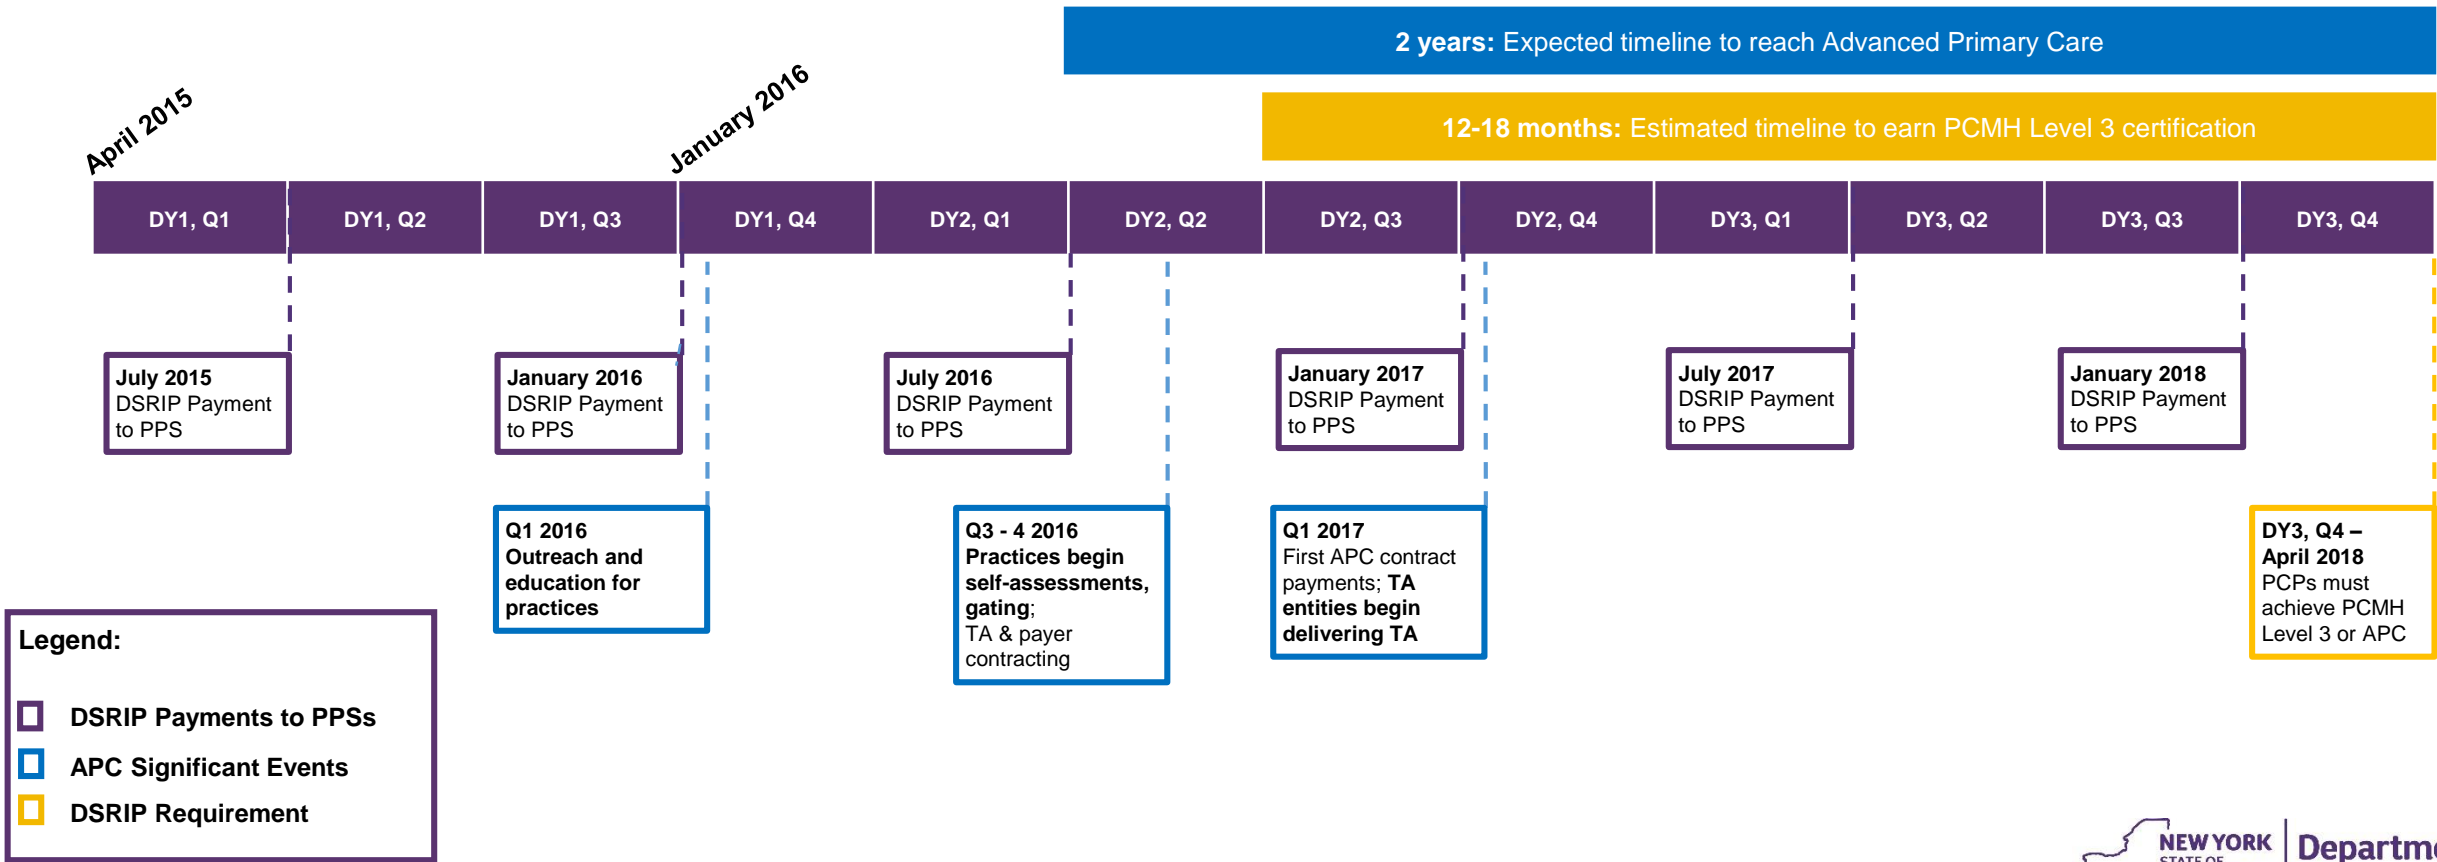 2 years: Expected timeline to reach Advanced Primary Care
12-18 months: Estimated timeline to earn PCMH Level 3 certification
April 2015
January 2016
DY1, Q1
DY1, Q2
DY1, Q3
DY1, Q4
DY2, Q1
DY2, Q2
DY2, Q3
DY2, Q4
DY3, Q1
DY3, Q2
DY3, Q3
DY3, Q4
July 2015
DSRIP Payment
to PPS
January 2016
DSRIP Payment
to PPS
July 2016
DSRIP Payment
to PPS
January 2017
DSRIP Payment
to PPS
July 2017
DSRIP Payment
to PPS
January 2018
DSRIP Payment
to PPS
Q1 2016
Outreach and
education for
practices
Q3 - 4 2016
Practices begin
self-assessments,
gating;
TA & payer
contracting
Q1 2017
First APC contract
payments; TA
entities begin
delivering TA
DY3, Q4 –
April 2018
PCPs must
achieve PCMH
Level 3 or APC
Legend:
DSRIP Payments to PPSs
APC Significant Events
DSRIP Requirement
NEW YORK
STATE OF